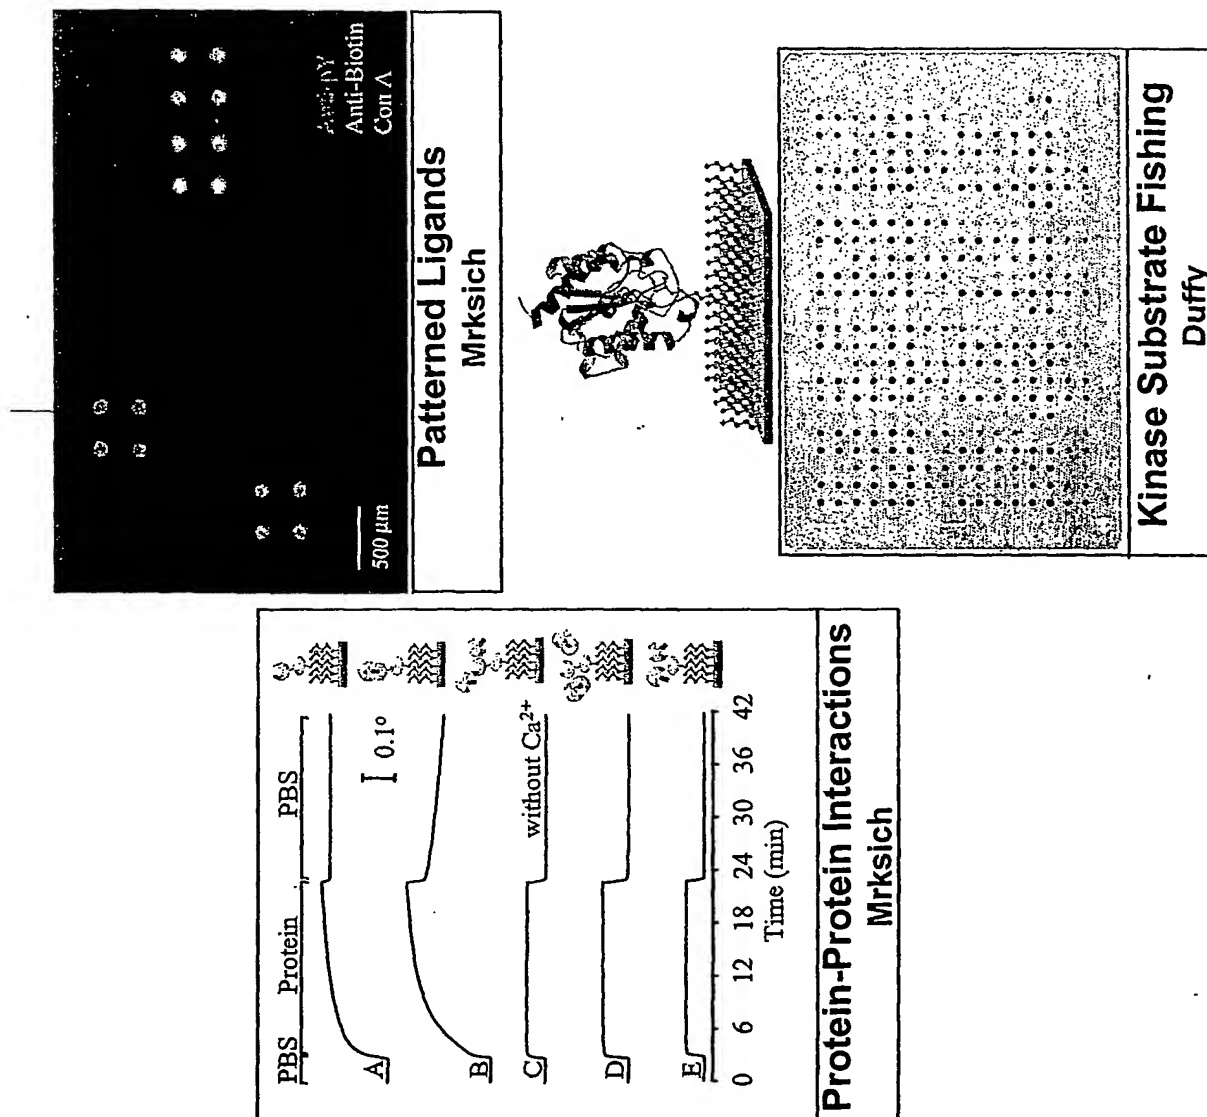 Anti-pY
Anti-Biotin
Con A
500 µm
Patterned Ligands
Mrksich
Kinase Substrate Fishing
Duffy
PBS Protein PBS
A
0.1°
B
C
without Ca²⁺
D
E
0 6 12 18 24 30 36 42
Time (min)
Protein-Protein Interactions
Mrksich